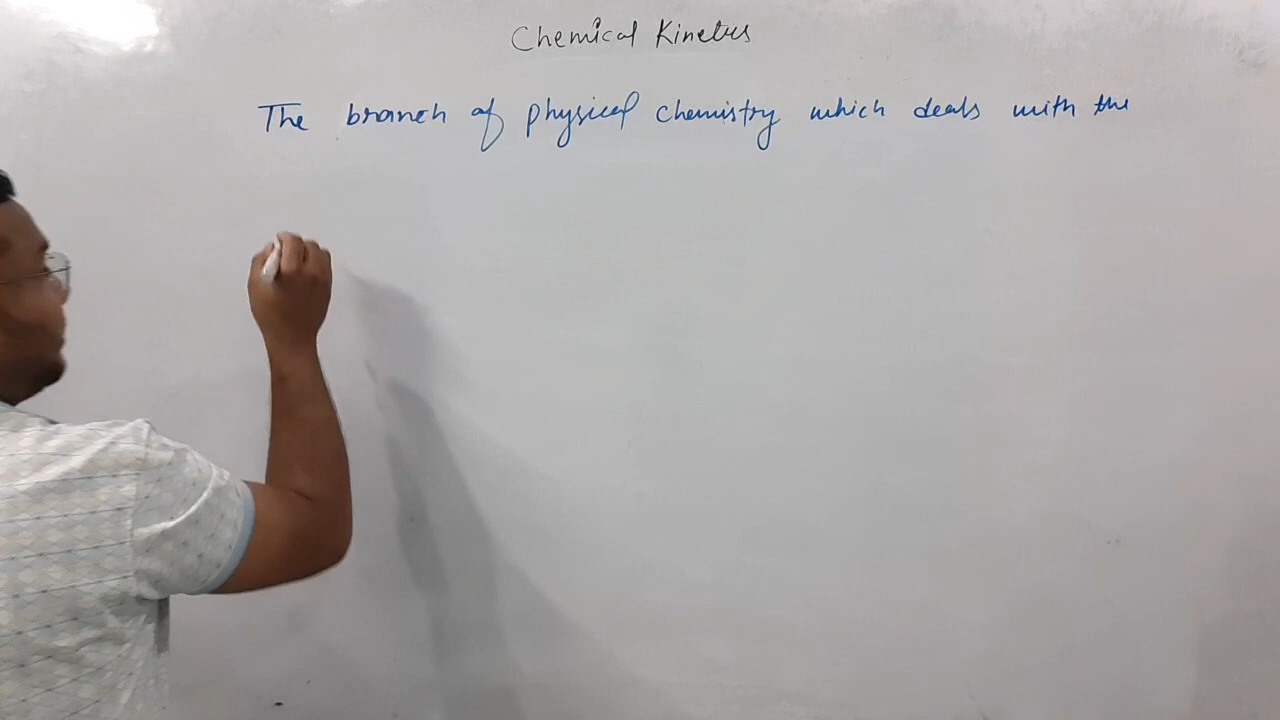 Chemical Kinetics
The branch of physical chemistry which deals with the